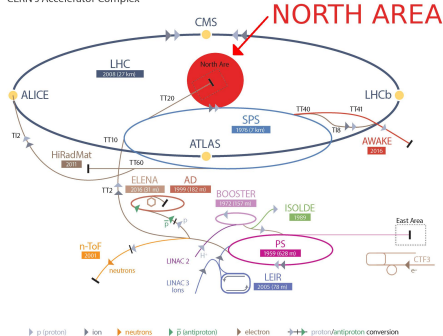 CERN's Accelerator Complex
NORTH AREA
CMS
LHC
2008 (27 km)
North Are
TT20
ALICE
LHCb
TT40
TT41
SPS
1976 (7 km)
TI2
TI8
TT10
ATLAS
AWAKE
2016
HiRadMat
2011
TT60
ELENA
AD
2016 (31 m)
1999 (182 m)
TT2
BOOSTER
1972 (157 m)
ISOLDE
1989
p
p
East Area
n-ToF
2001
PS
1959 (628 m)
H-
neutrons
LINAC 2
CTF3
e-
LEIR
2005 (78 m)
LINAC 3
Ions
p (proton)
ion
neutrons
p̄ (antiproton)
electron
proton/antiproton conversion